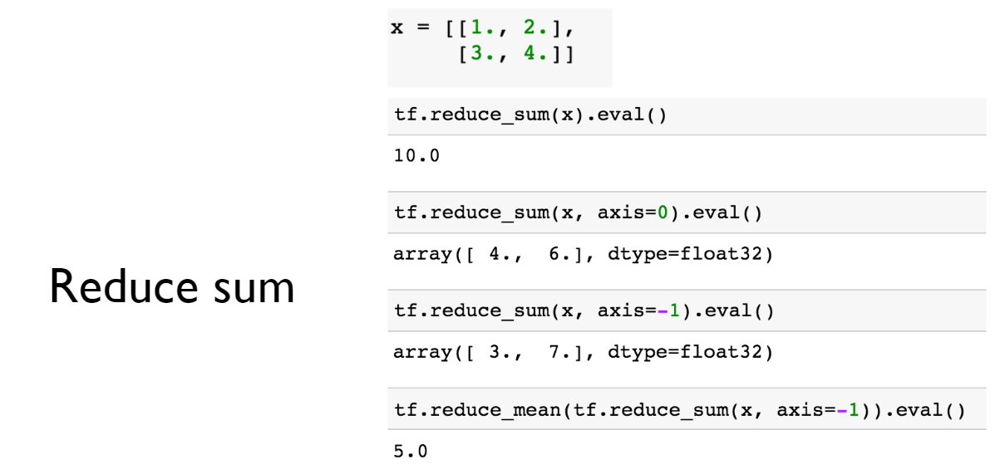 x = [[1., 2.],
     [3., 4.]]
tf.reduce_sum(x).eval()
10.0
tf.reduce_sum(x, axis=0).eval()
array([ 4.,  6.], dtype=float32)
Reduce sum
tf.reduce_sum(x, axis=-1).eval()
array([ 3.,  7.], dtype=float32)
tf.reduce_mean(tf.reduce_sum(x, axis=-1)).eval()
5.0